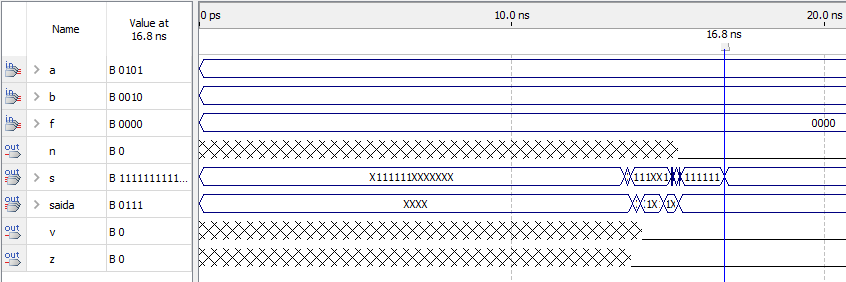 Name
Value at
16.8 ns
0 ps
10.0 ns
20.0 ns
16.8 ns
in a B 0101
in b B 0010
in f B 0000 0000
out n B 0
out s B 1111111111... X111111XXXXXXX 111XX1 111111
out saida B 0111 XXXX 1X 1X
out v B 0
out z B 0